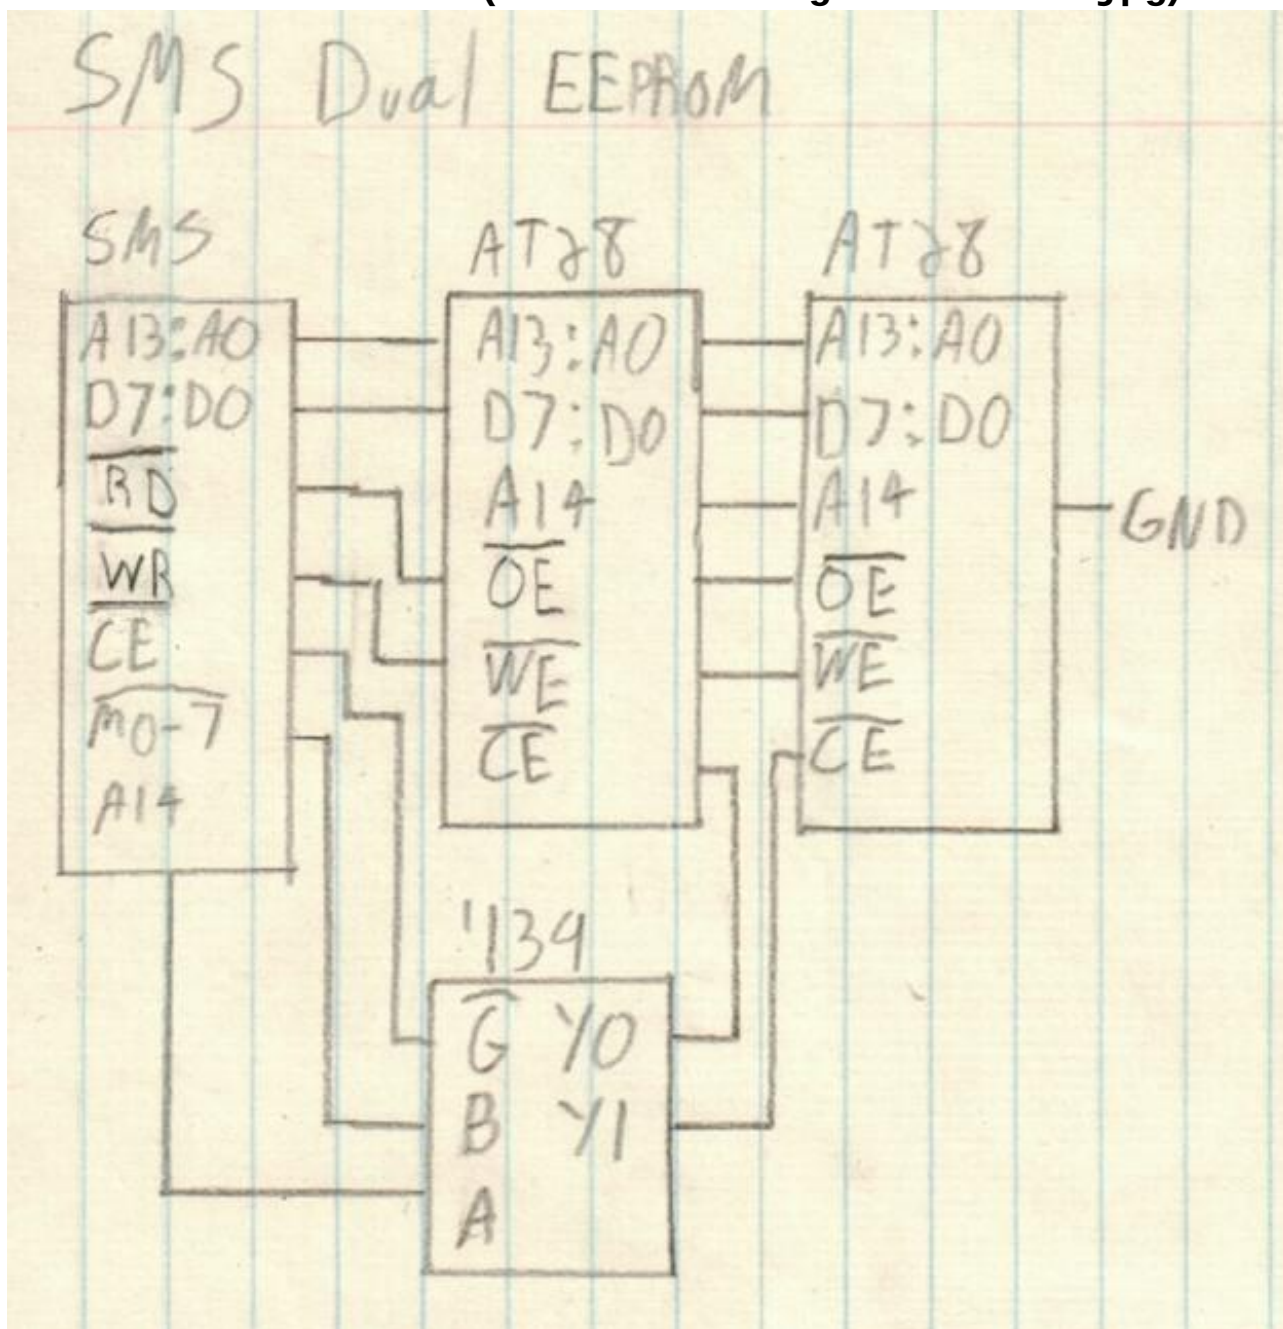 SMS Dual EEPROM
SMS
A13:A0
D7:D0
RD
WR
CE
M0-7
A14
AT28
A13:A0
D7:D0
A14
OE
WE
CE
AT28
A13:A0
D7:D0
A14
OE
WE
CE
GND
'139
G Y0
B Y1
A